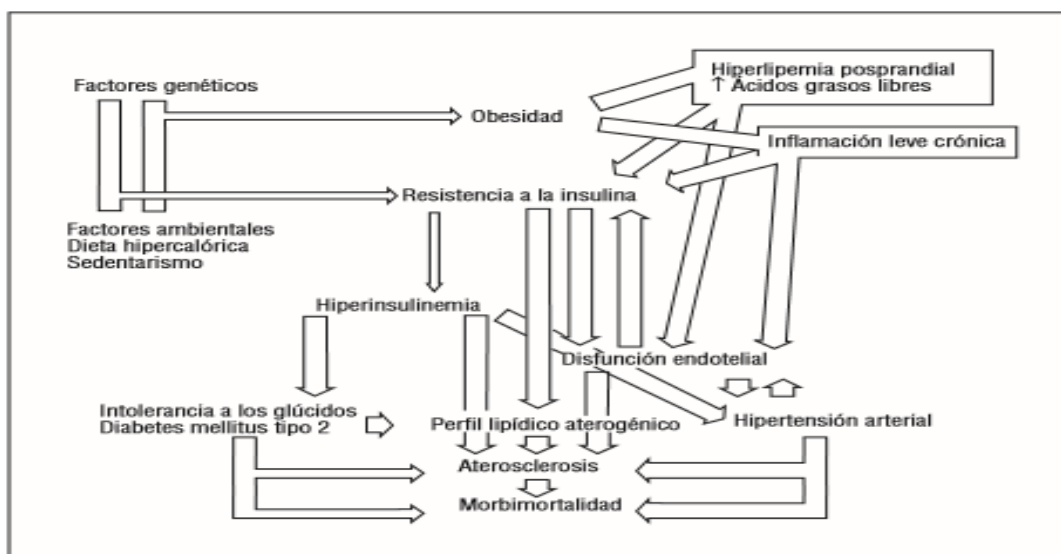 Factores genéticos
Hiperlipemia posprandial
↑ Ácidos grasos libres
Obesidad
Inflamación leve crónica
Resistencia a la insulina
Factores ambientales
Dieta hipercalórica
Sedentarismo
Hiperinsulinemia
Disfunción endotelial
Intolerancia a los glúcidos
Diabetes mellitus tipo 2
Perfil lipídico aterogénico
Hipertensión arterial
Aterosclerosis
Morbimortalidad